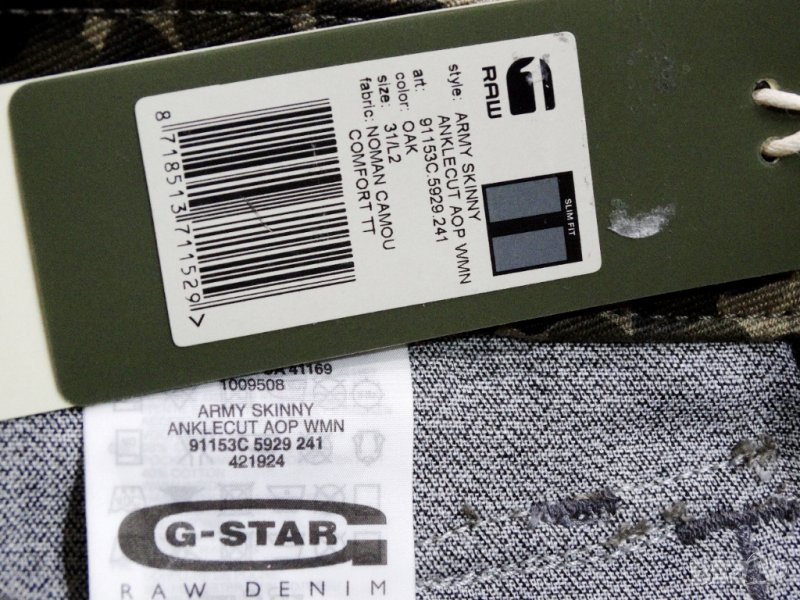 RAW
SLIM FIT
style: ARMY SKINNY
ANKLECUT AOP WMN
art: 91153C.5929 241
color: OAK
size: 31/L2
fabric: NOMAN CAMOU
COMFORT TT
8 718513 711529 >
41169
1009508
ARMY SKINNY
ANKLECUT AOP WMN
91153C 5929 241
421924
G-STAR
RAW DENIM